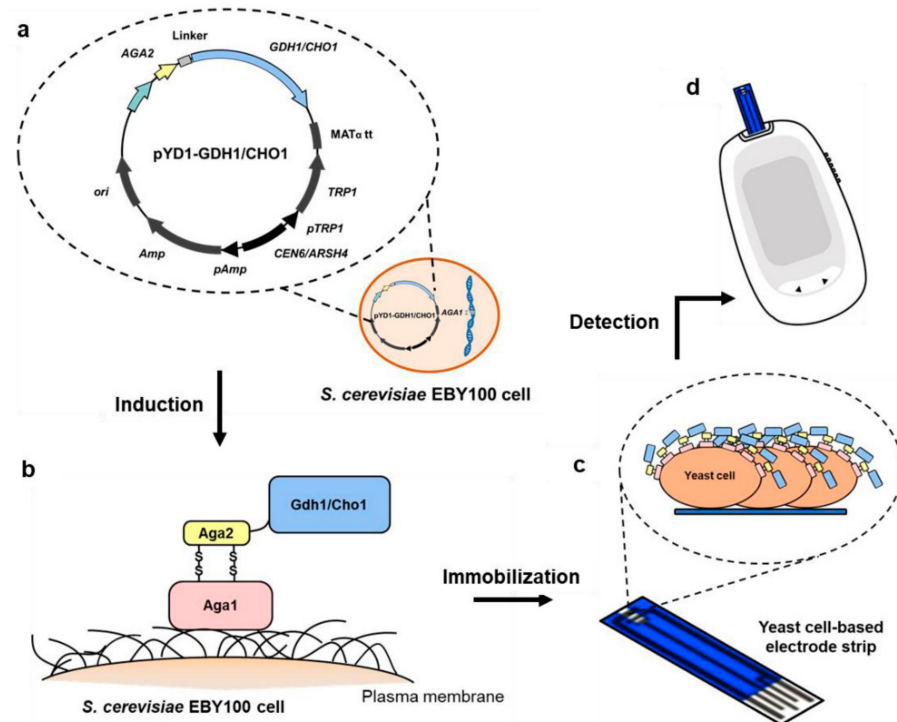 a
Linker
AGA2
GDH1/CHO1
MATα tt
pYD1-GDH1/CHO1
ori
TRP1
pTRP1
Amp
CEN6/ARSH4
pAmp
pYD1-GDH1/CHO1
AGA1
S. cerevisiae EBY100 cell
Induction
b
Gdh1/Cho1
Aga2
S
S
S
S
Aga1
Plasma membrane
S. cerevisiae EBY100 cell
Immobilization
c
Yeast cell
Yeast cell-based
electrode strip
Detection
d